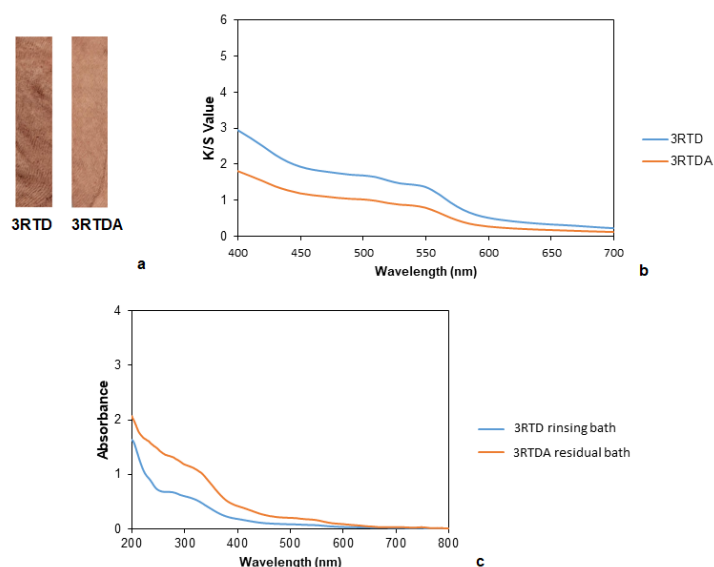 3RTD 3RTDA
a
6
5
4
3
2
1
0
K/S Value
400 450 500 550 600 650 700
Wavelength (nm)
3RTD
3RTDA
b
4
3
2
1
0
Absorbance
200 300 400 500 600 700 800
Wavelength (nm)
3RTD rinsing bath
3RTDA residual bath
c